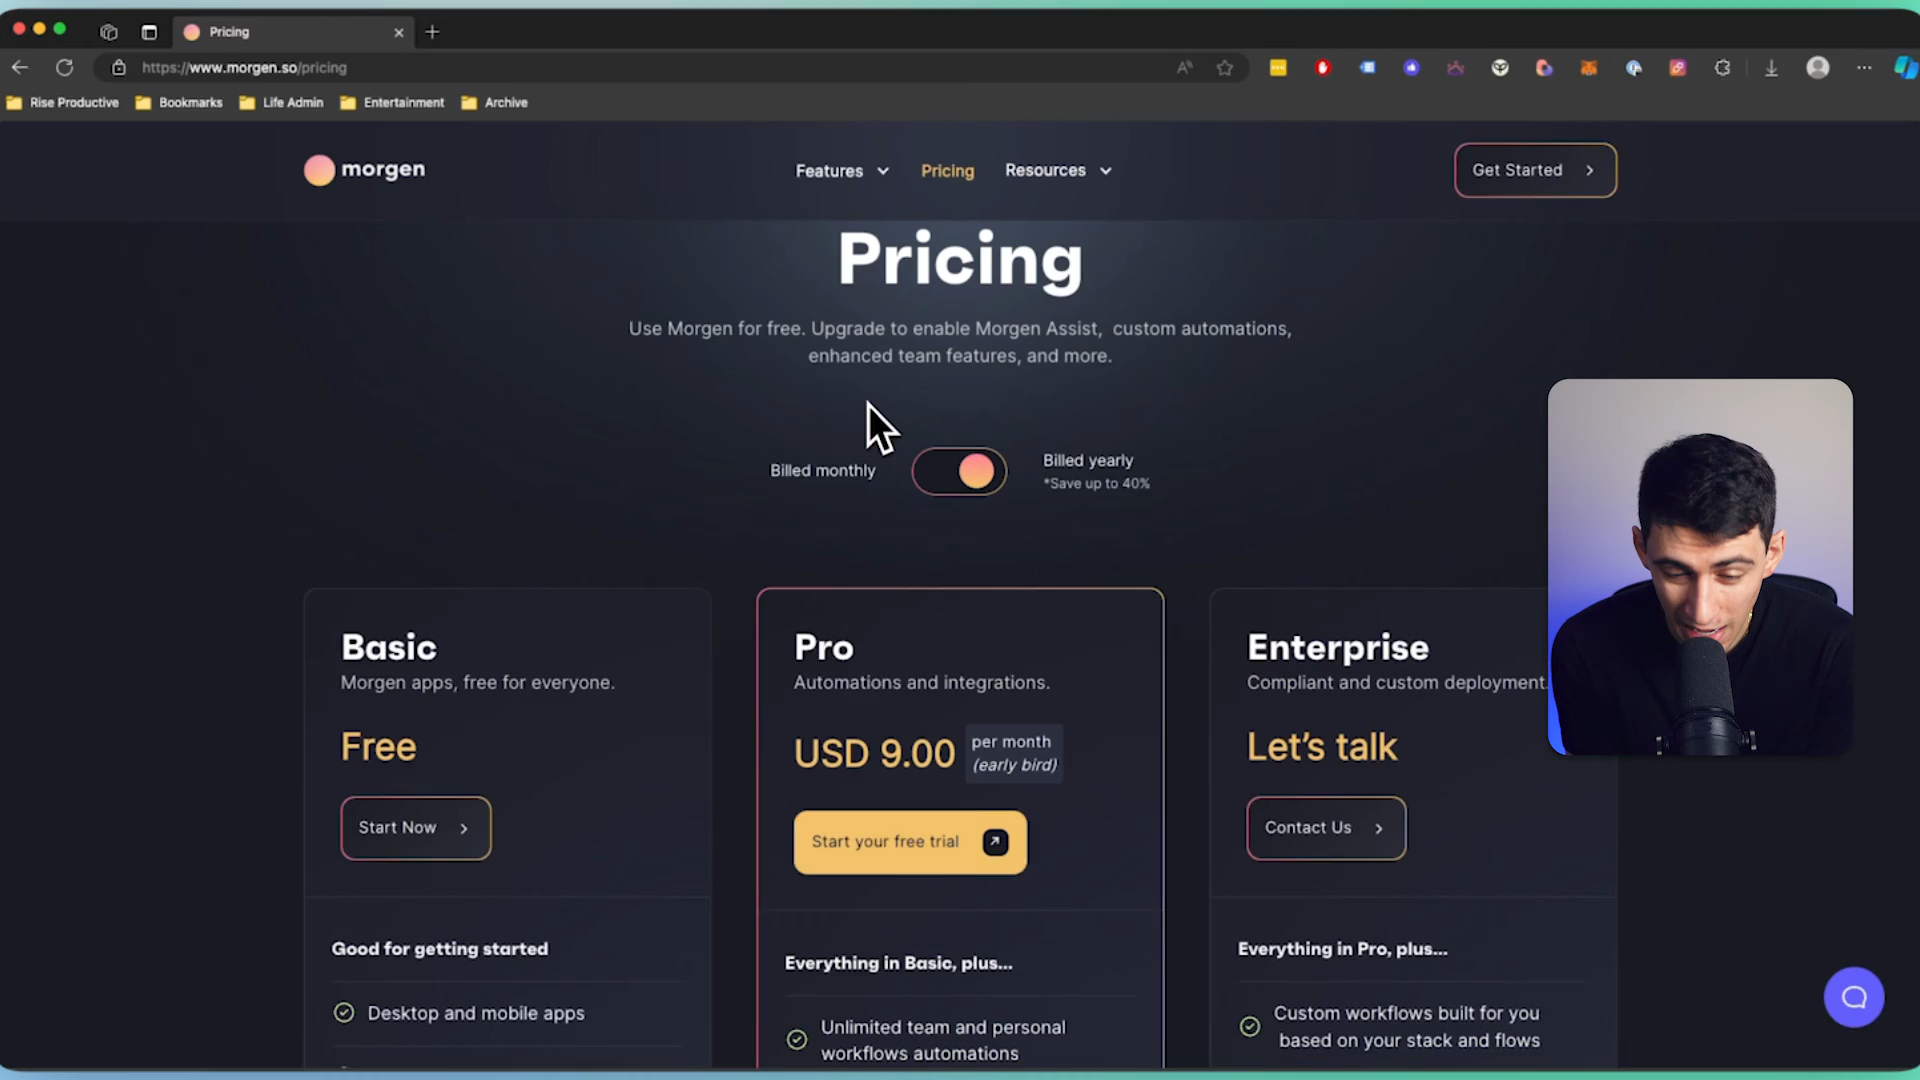 Pricing
https://www.morgen.so/pricing
Rise Productive
Bookmarks
Life Admin
Entertainment
Archive
morgen
Features
Pricing
Resources
Get Started
Pricing
Use Morgen for free. Upgrade to enable Morgen Assist, custom automations,
enhanced team features, and more.
Billed monthly
Billed yearly
*Save up to 40%
Basic
Morgen apps, free for everyone.
Free
Start Now
Good for getting started
Desktop and mobile apps
Pro
Automations and integrations.
USD 9.00
per month
(early bird)
Start your free trial
Everything in Basic, plus...
Unlimited team and personal
workflows automations
Enterprise
Compliant and custom deployment.
Let's talk
Contact Us
Everything in Pro, plus...
Custom workflows built for you
based on your stack and flows